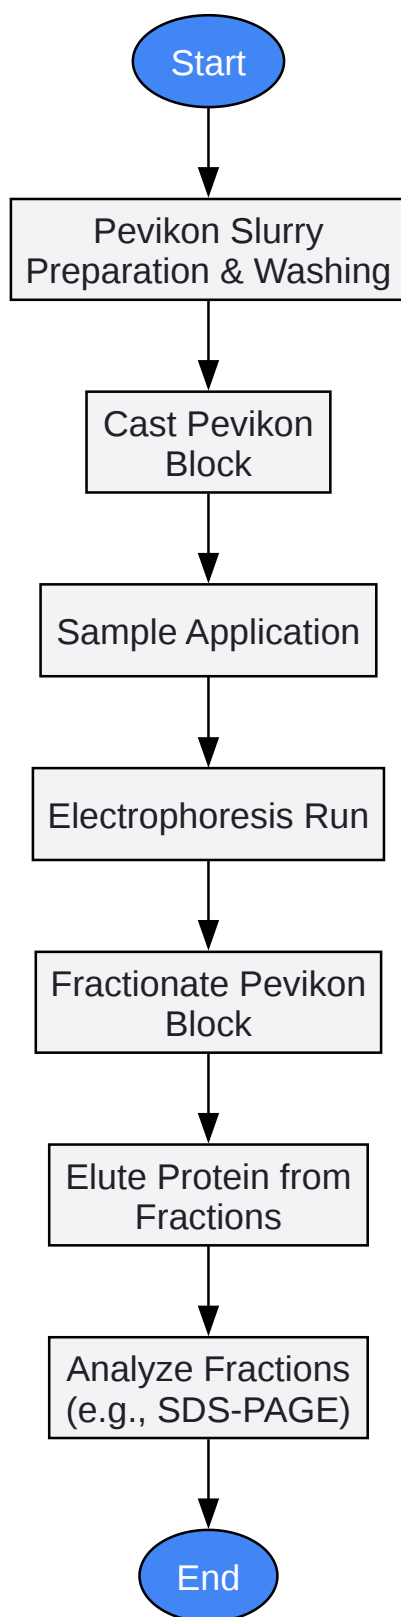 Start
Pevikon Slurry
Preparation & Washing
Cast Pevikon
Block
Sample Application
Electrophoresis Run
Fractionate Pevikon
Block
Elute Protein from
Fractions
Analyze Fractions
(e.g., SDS-PAGE)
End